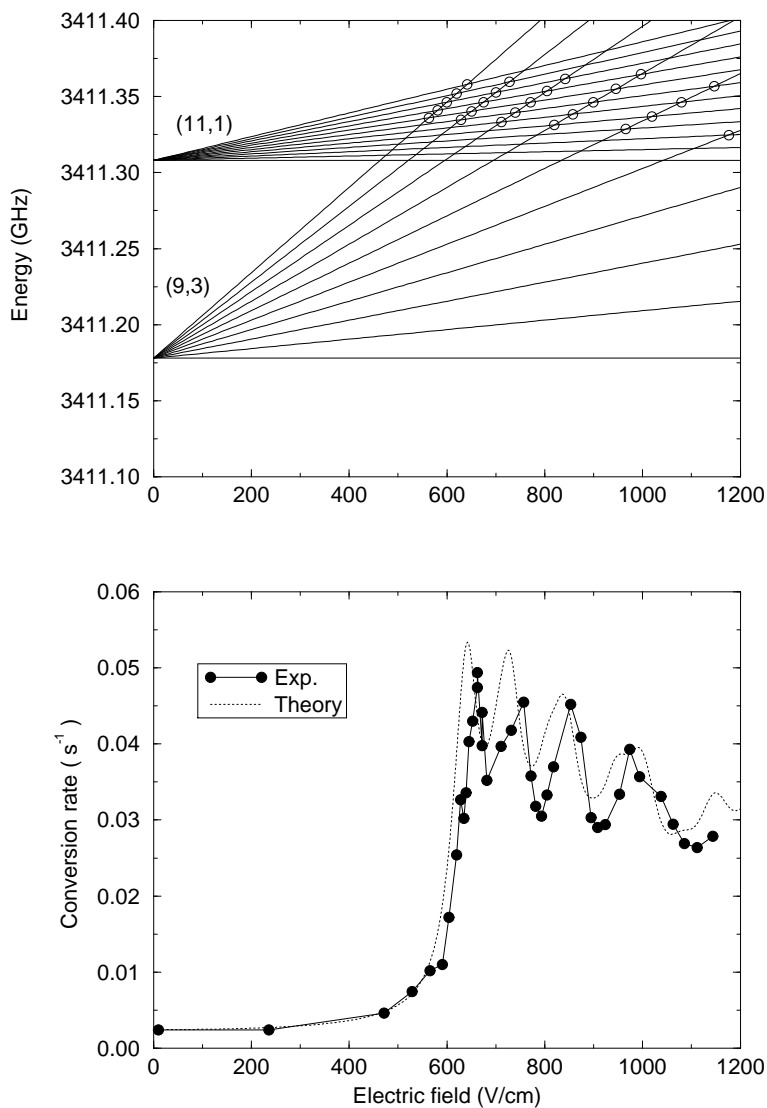 3411.40
3411.35
3411.30
3411.25
3411.20
3411.15
3411.10
Energy (GHz)
(11,1)
(9,3)
0 200 400 600 800 1000 1200
0.06
0.05
0.04
0.03
0.02
0.01
0.00
Conversion rate ( s⁻¹)
Exp.
Theory
0 200 400 600 800 1000 1200
Electric field (V/cm)